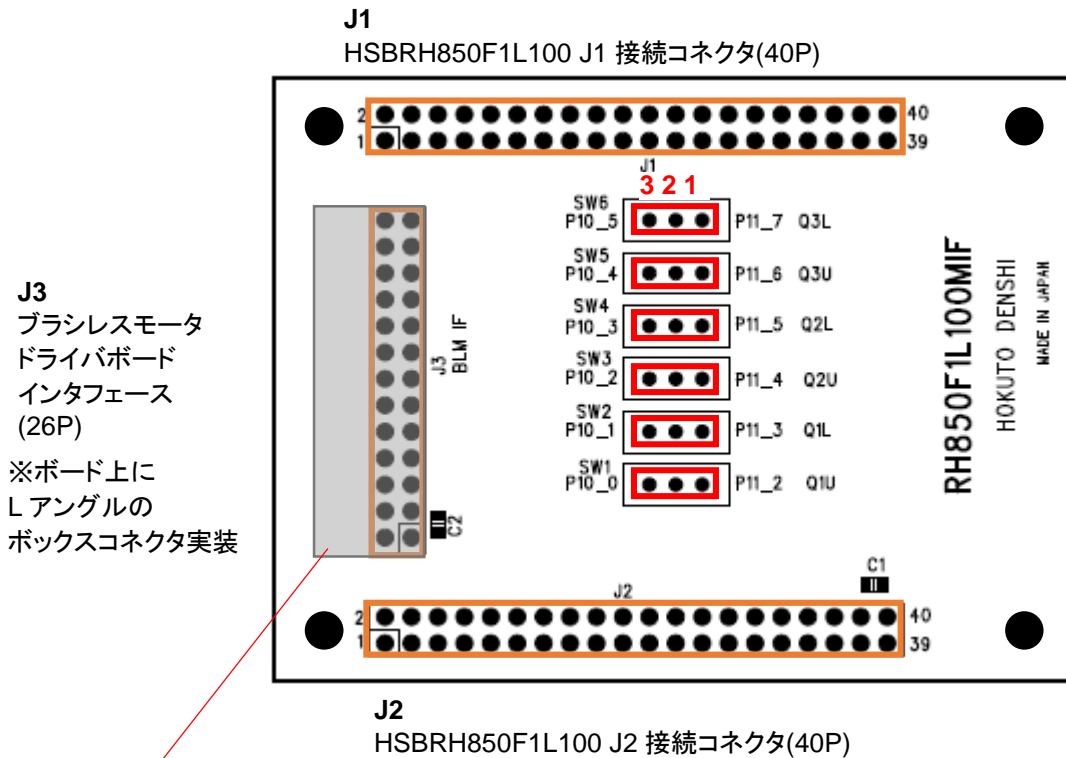 J1
HSBRH850F1L100 J1 接続コネクタ(40P)
2
40
1
39
J1
3 2 1
SW6
P10_5
P11_7 Q3L
SW5
P10_4
P11_6 Q3U
SW4
P10_3
P11_5 Q2L
SW3
P10_2
P11_4 Q2U
SW2
P10_1
P11_3 Q1L
SW1
P10_0
P11_2 Q1U
J3
BLM IF
C2
RH850F1L100MIF
HOKUTO DENSHI
MADE IN JAPAN
J3
ブラシレスモータ
ドライバボード
インタフェース
(26P)
※ボード上に
L アングルの
ボックスコネクタ実装
C1
J2
2
40
1
39
J2
HSBRH850F1L100 J2 接続コネクタ(40P)